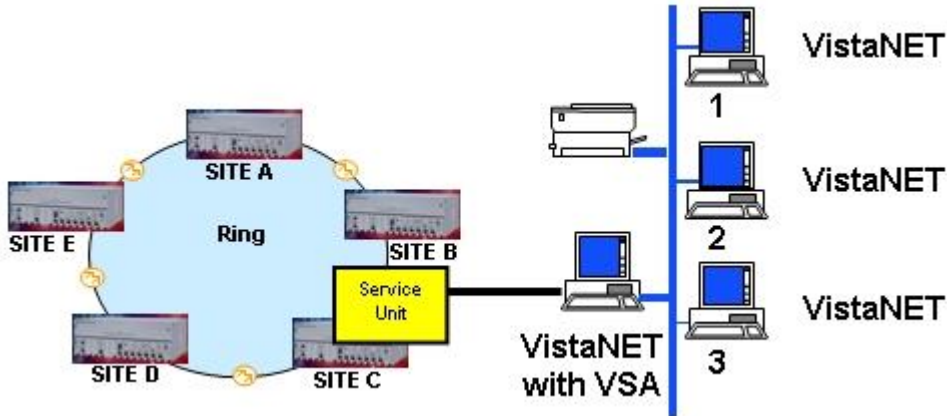 VistaNET
1
SITE A
VistaNET
SITE E
Ring
SITE B
2
Service
Unit
VistaNET
SITE D
SITE C
VistaNET
with VSA
3